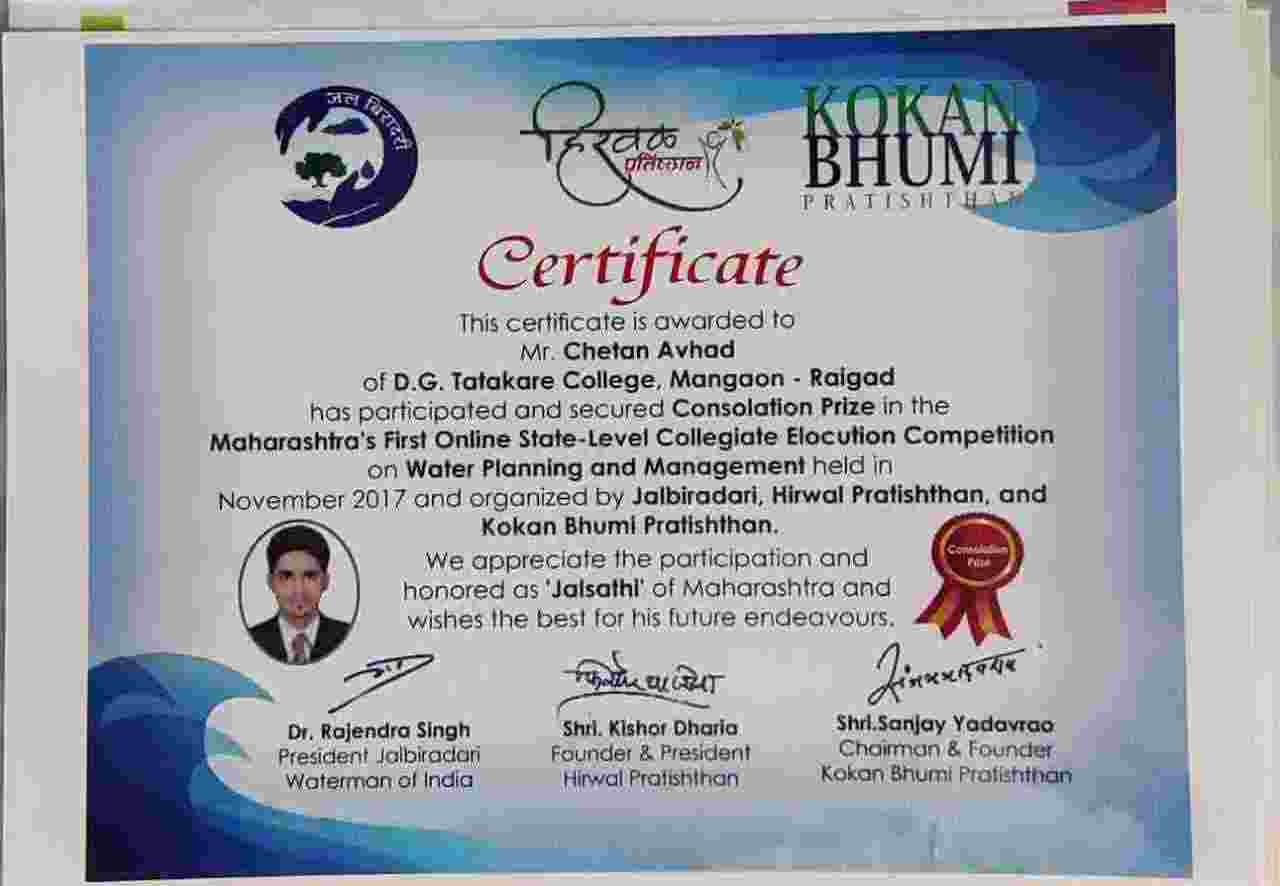 जल बिरादरी
हिरवळ
प्रतिष्ठान
KOKAN
BHUMI
PRATISHTHAN
Certificate
This certificate is awarded to
Mr. Chetan Avhad
of D.G. Tatakare College, Mangaon - Raigad
has participated and secured Consolation Prize in the
Maharashtra's First Online State-Level Collegiate Elocution Competition
on Water Planning and Management held in
November 2017 and organized by Jalbiradari, Hirwal Pratishthan, and
Kokan Bhumi Pratishthan.
We appreciate the participation and
honored as 'Jalsathi' of Maharashtra and
wishes the best for his future endeavours.
Consolation
Prize
Dr. Rajendra Singh
President Jalbiradari
Waterman of India
Shri. Kishor Dharia
Founder & President
Hirwal Pratishthan
Shri.Sanjay Yadavrao
Chairman & Founder
Kokan Bhumi Pratishthan